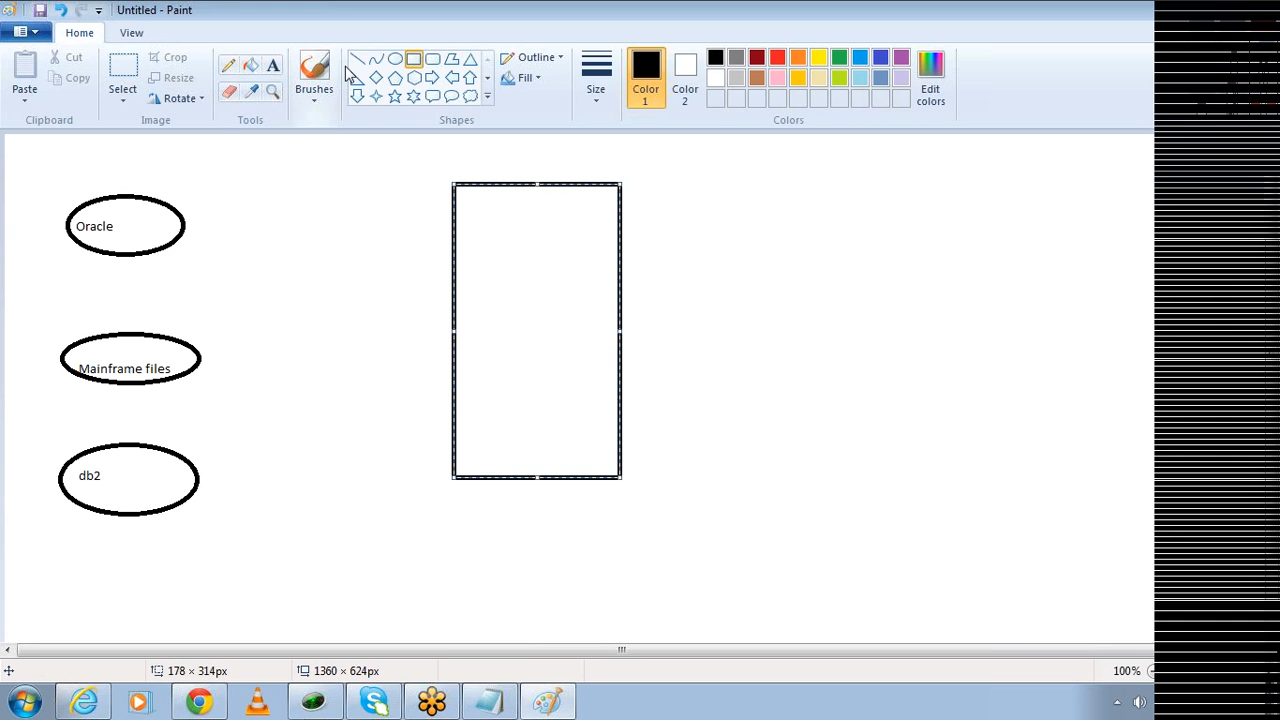 Untitled - Paint
Home View
Paste
Cut
Copy
Clipboard
Select
Crop
Resize
Rotate
Image
A
Tools
Brushes
Shapes
Outline
Fill
Size
Color 1
Color 2
Edit colors
Colors
Oracle
Mainframe files
db2
178 × 314px
1360 × 624px
100%